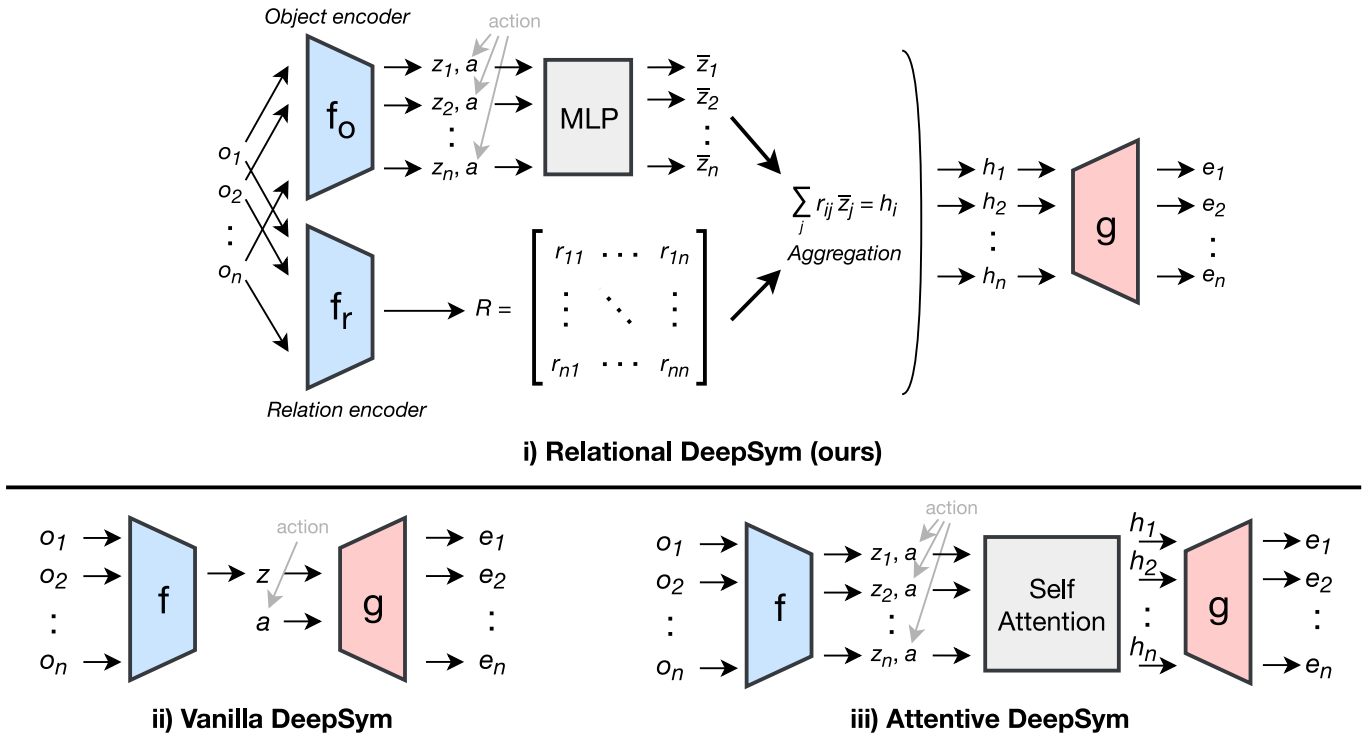 Object encoder
action
f_o
z_1, a
z_2, a
⋮
z_n, a
MLP
z̅_1
z̅_2
⋮
z̅_n
o_1
o_2
⋮
o_n
f_r
Relation encoder
R = [ r_11 ⋯ r_1n
⋮ ⋱ ⋮
r_n1 ⋯ r_nn ]
∑_j r_ij z̅_j = h_i
Aggregation
h_1
h_2
⋮
h_n
g
e_1
e_2
⋮
e_n
i) Relational DeepSym (ours)
o_1
o_2
⋮
o_n
f
action
z
a
g
e_1
e_2
⋮
e_n
ii) Vanilla DeepSym
o_1
o_2
⋮
o_n
f
action
z_1, a
z_2, a
⋮
z_n, a
Self
Attention
h_1
h_2
⋮
h_n
g
e_1
e_2
⋮
e_n
iii) Attentive DeepSym